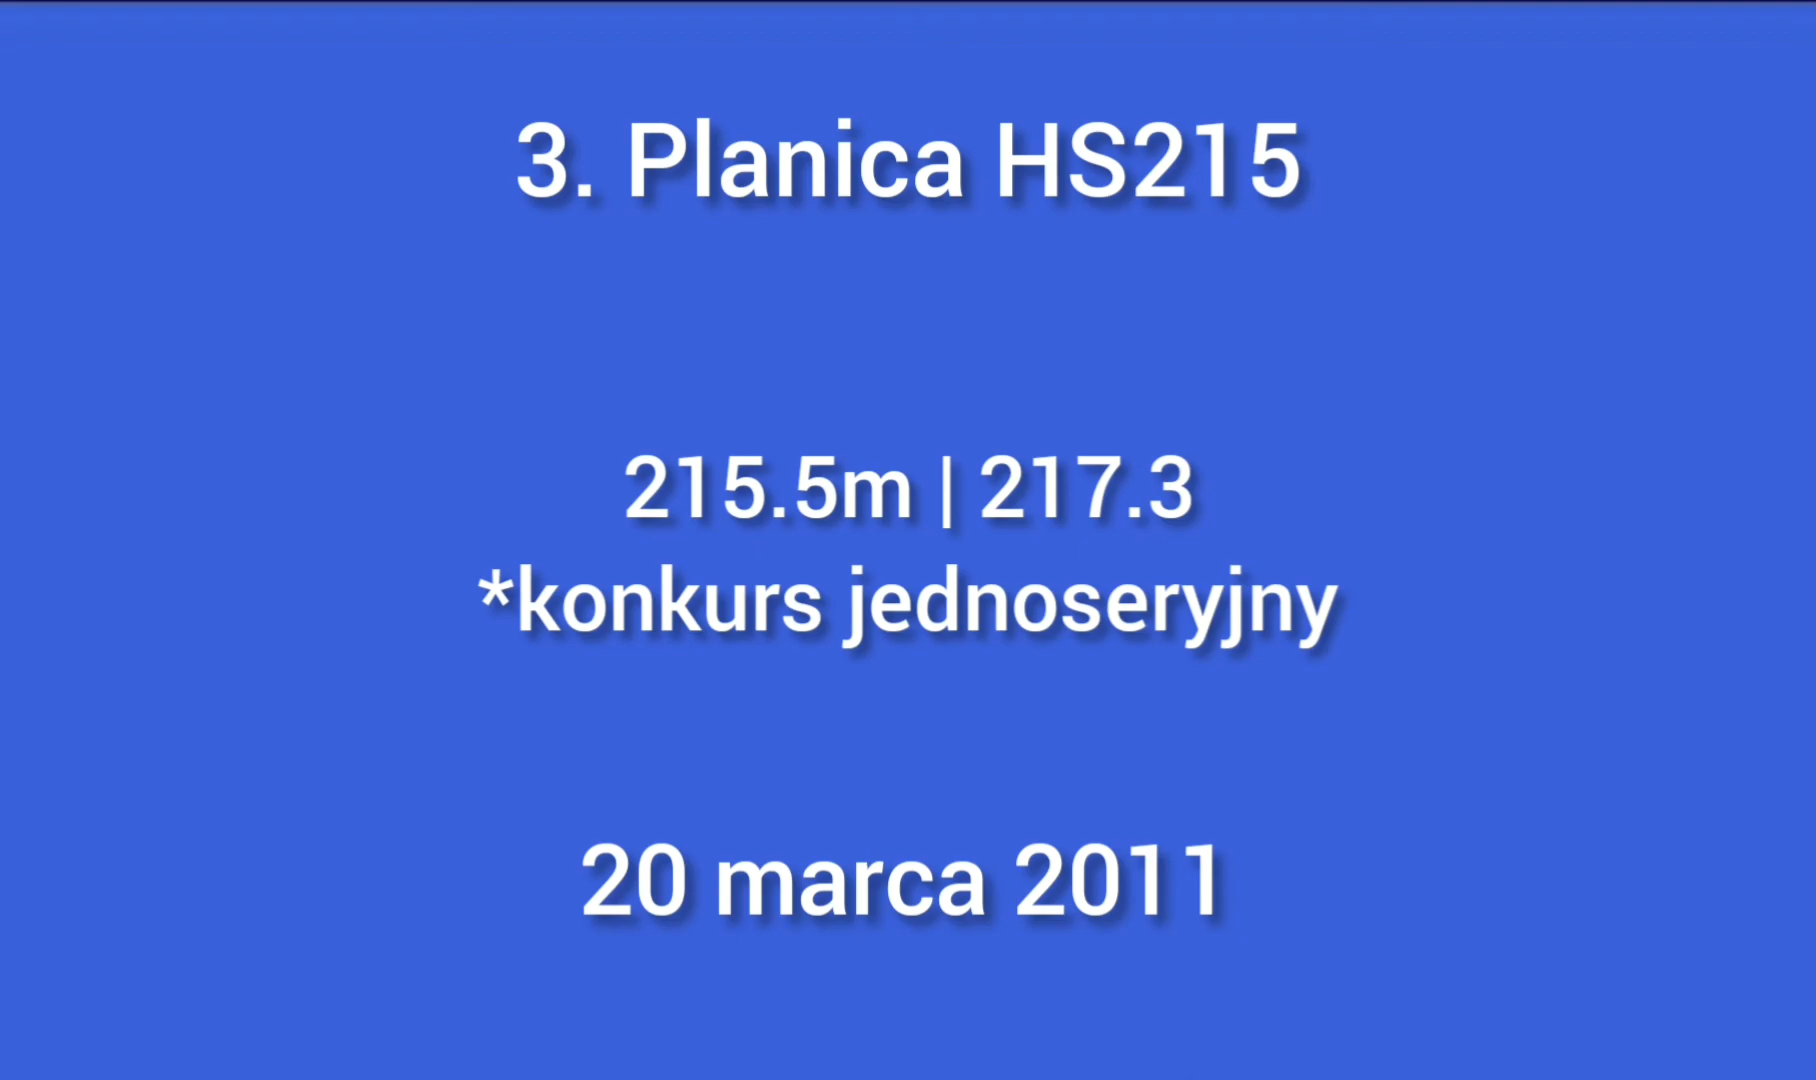 3. Planica HS215
215.5m | 217.3
*konkurs jednoseryjny
20 marca 2011